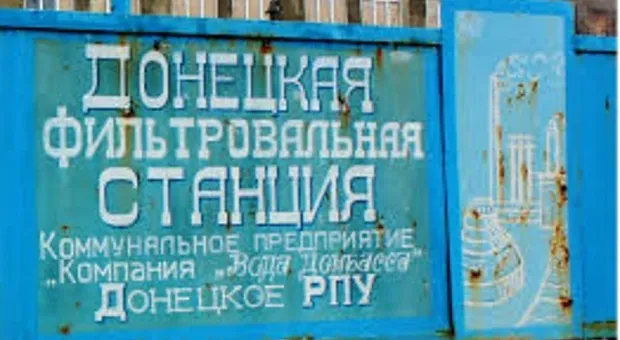 ДОНЕЦКАЯ
ФИЛЬТРОВАЛЬНАЯ
СТАНЦИЯ
КОММУНАЛЬНОЕ ПРЕДПРИЯТИЕ
„КОМПАНИЯ „Вода Донбасса"
ДОНЕЦКОЕ РПУ